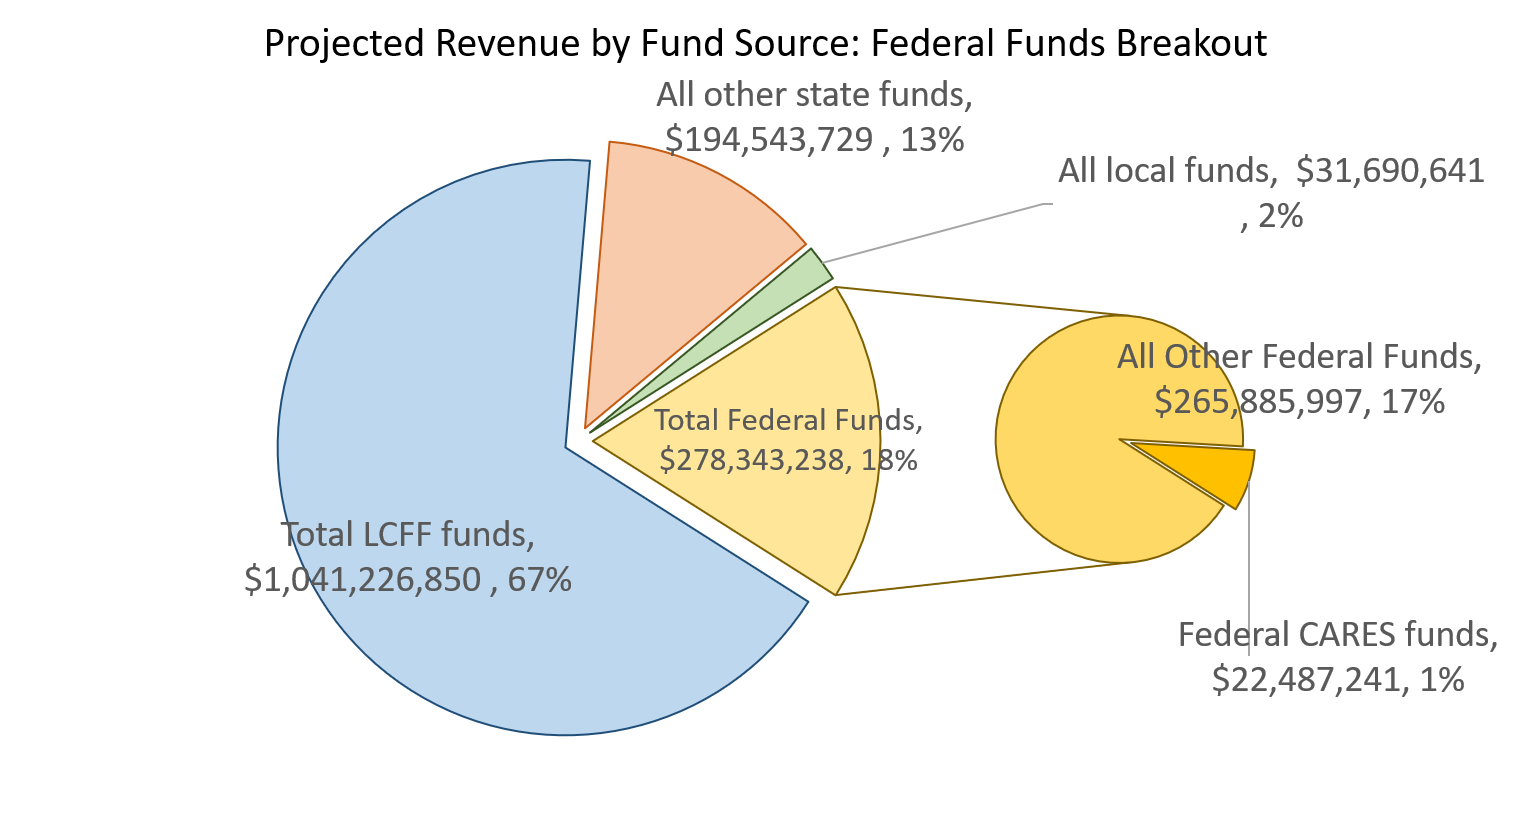 Projected Revenue by Fund Source: Federal Funds Breakout
All other state funds,
$194,543,729 , 13%
All local funds,  $31,690,641
, 2%
All Other Federal Funds,
$265,885,997, 17%
Total Federal Funds,
$278,343,238, 18%
Total LCFF funds,
$1,041,226,850 , 67%
Federal CARES funds,
$22,487,241, 1%